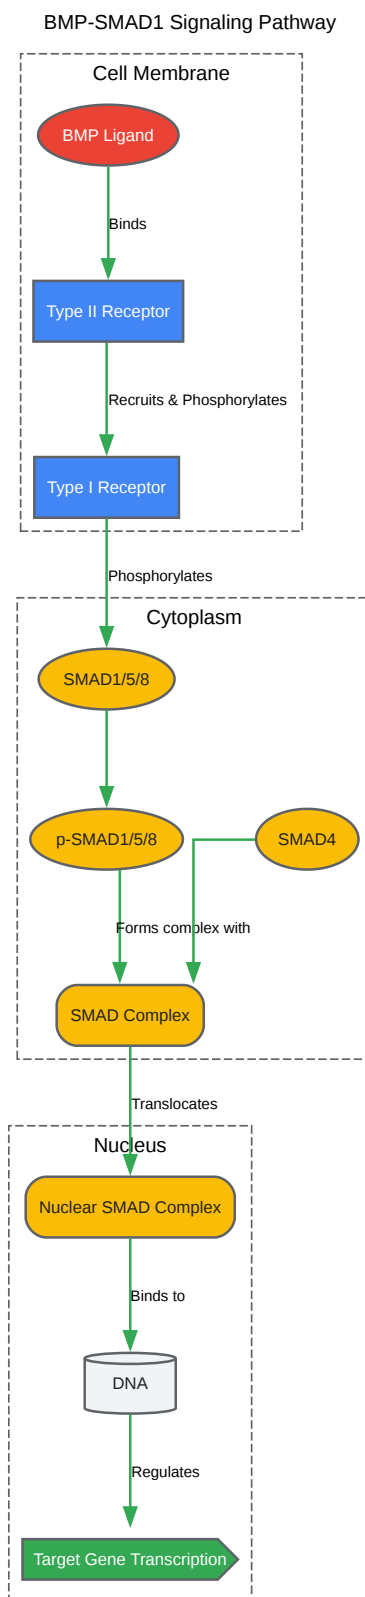 BMP-SMAD1 Signaling Pathway
Cell Membrane
BMP Ligand
Binds
Type II Receptor
Recruits & Phosphorylates
Type I Receptor
Phosphorylates
Cytoplasm
SMAD1/5/8
p-SMAD1/5/8
SMAD4
Forms complex with
SMAD Complex
Translocates
Nucleus
Nuclear SMAD Complex
Binds to
DNA
Regulates
Target Gene Transcription